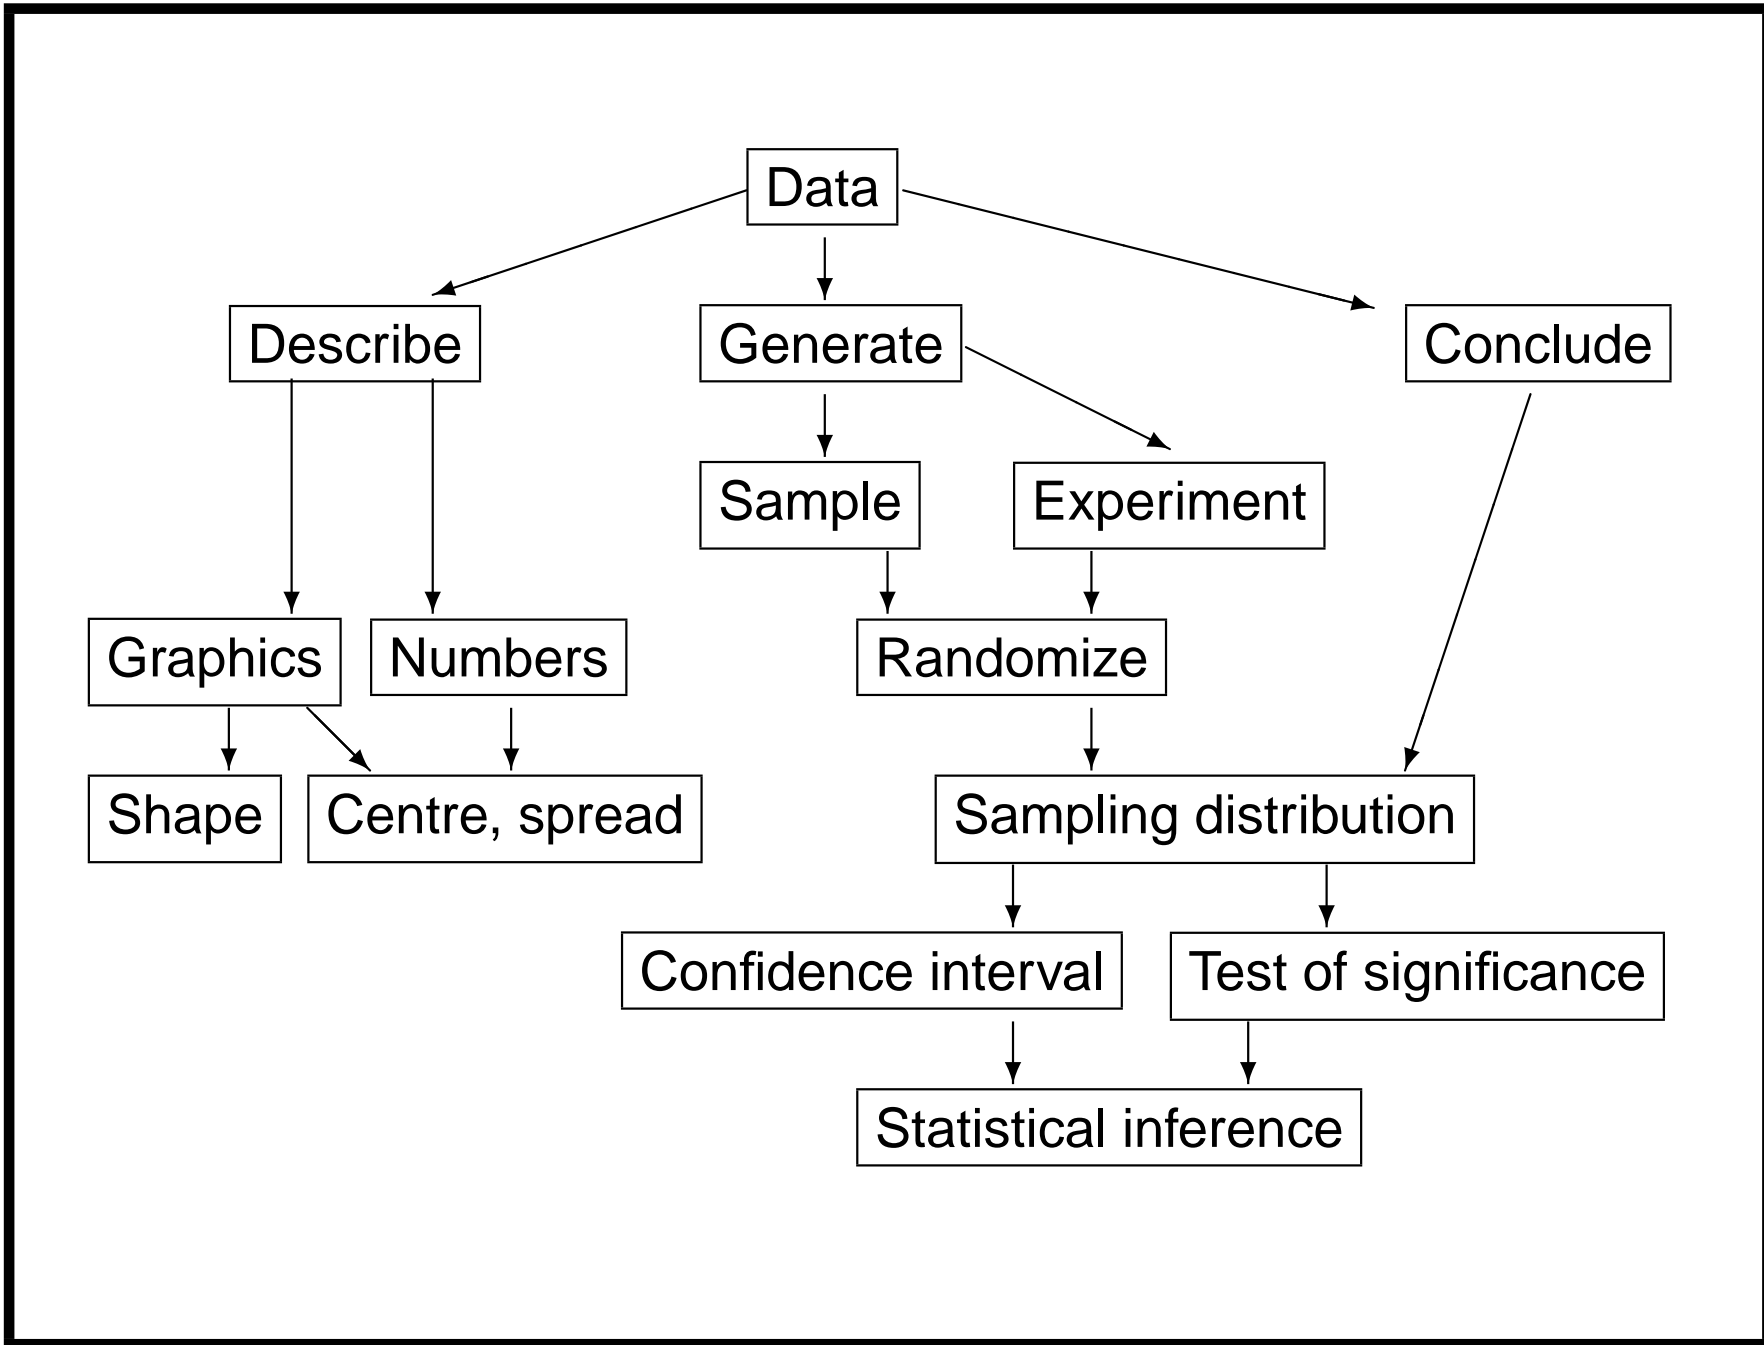 Data
Describe
Generate
Conclude
Sample
Experiment
Graphics
Numbers
Randomize
Shape
Centre, spread
Sampling distribution
Confidence interval
Test of significance
Statistical inference